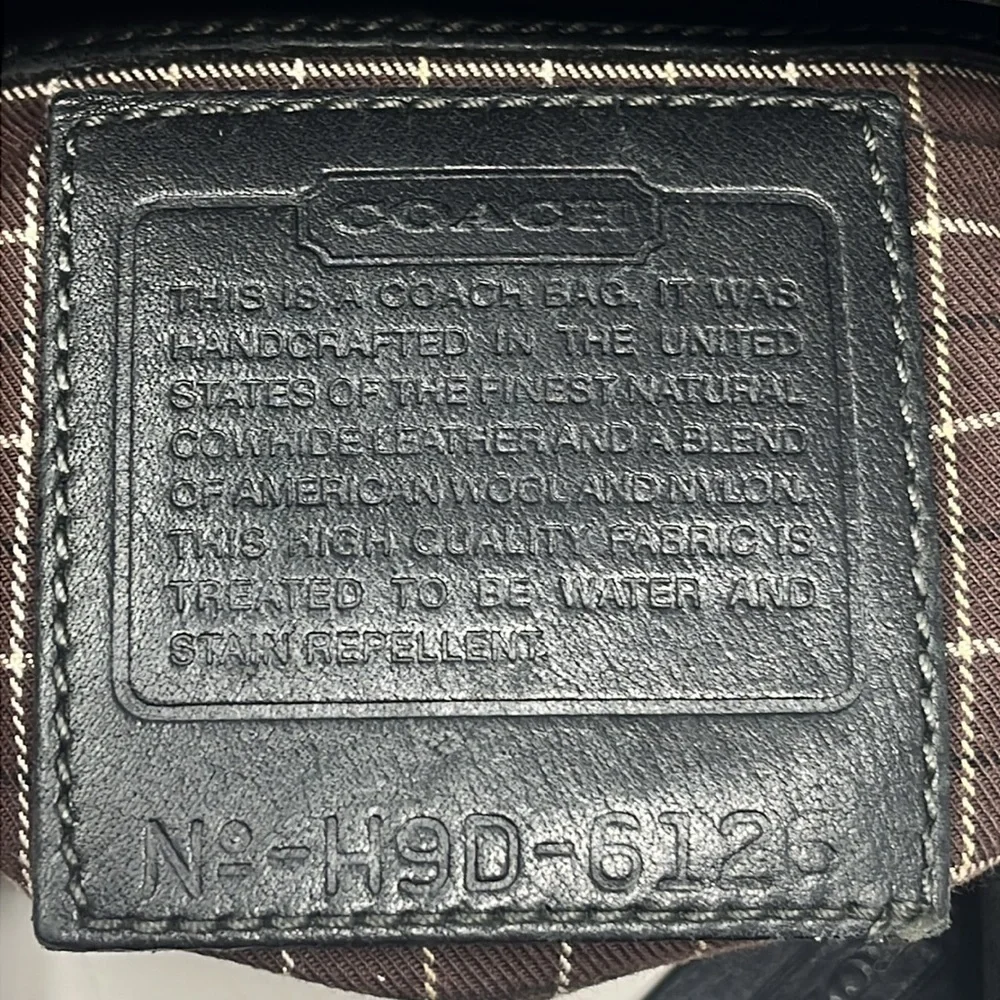 COACH
THIS IS A COACH BAG. IT WAS
HANDCRAFTED IN THE UNITED
STATES OF THE FINEST NATURAL
COWHIDE LEATHER AND A BLEND
OF AMERICAN WOOL AND NYLON.
THIS HIGH QUALITY FABRIC IS
TREATED TO BE WATER AND
STAIN REPELLENT.
Nº-H9D-6126